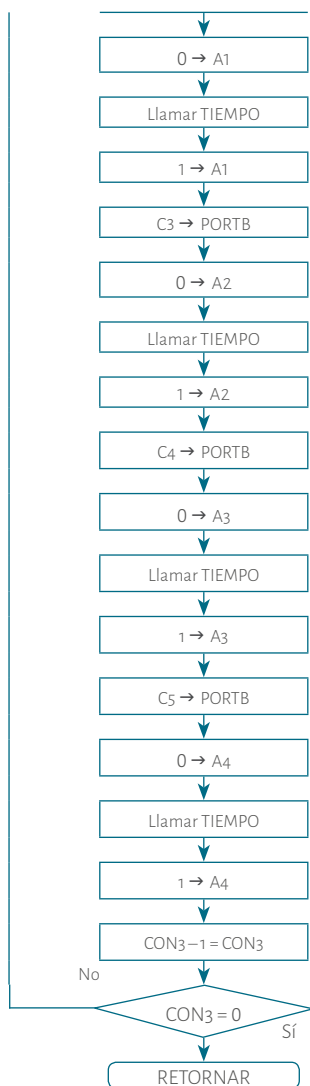 0 → A1
Llamar TIEMPO
1 → A1
C3 → PORTB
0 → A2
Llamar TIEMPO
1 → A2
C4 → PORTB
0 → A3
Llamar TIEMPO
1 → A3
C5 → PORTB
0 → A4
Llamar TIEMPO
1 → A4
CON3 – 1 = CON3
No
CON3 = 0
Sí
RETORNAR